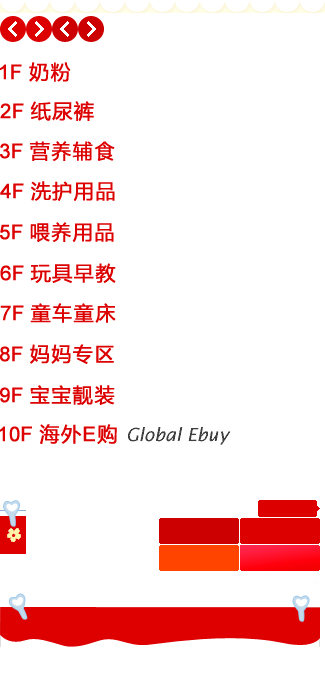 1F 奶粉
2F 纸尿裤
3F 营养辅食
4F 洗护用品
5F 喂养用品
6F 玩具早教
7F 童车童床
8F 妈妈专区
9F 宝宝靓装
10F 海外E购 Global Ebuy